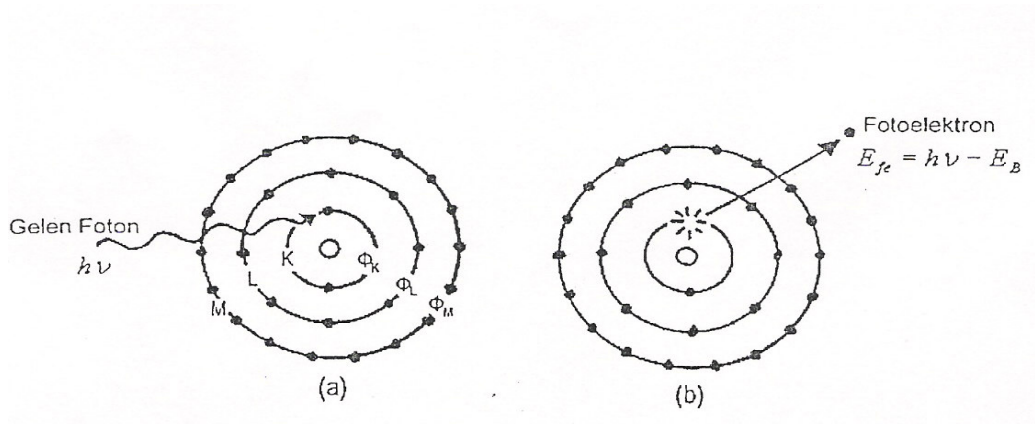 Gelen Foton
hν
K
L
M
Φ_K
Φ_L
Φ_M
(a)
Fotoelektron
E_fe = hν − E_B
(b)